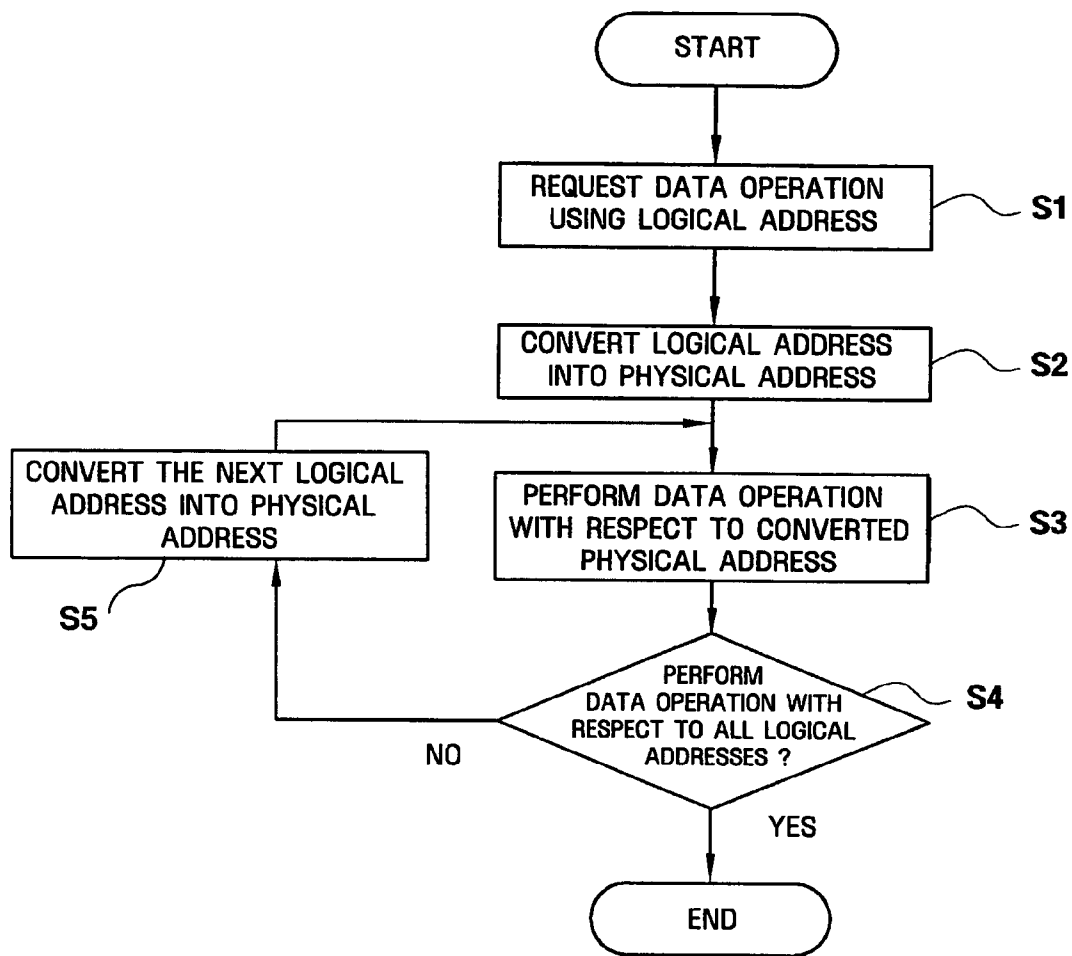 START
REQUEST DATA OPERATION
USING LOGICAL ADDRESS
S1
CONVERT LOGICAL ADDRESS
INTO PHYSICAL ADDRESS
S2
CONVERT THE NEXT LOGICAL
ADDRESS INTO PHYSICAL
ADDRESS
S5
PERFORM DATA OPERATION
WITH RESPECT TO CONVERTED
PHYSICAL ADDRESS
S3
PERFORM
DATA OPERATION WITH
RESPECT TO ALL LOGICAL
ADDRESSES ?
S4
NO
YES
END